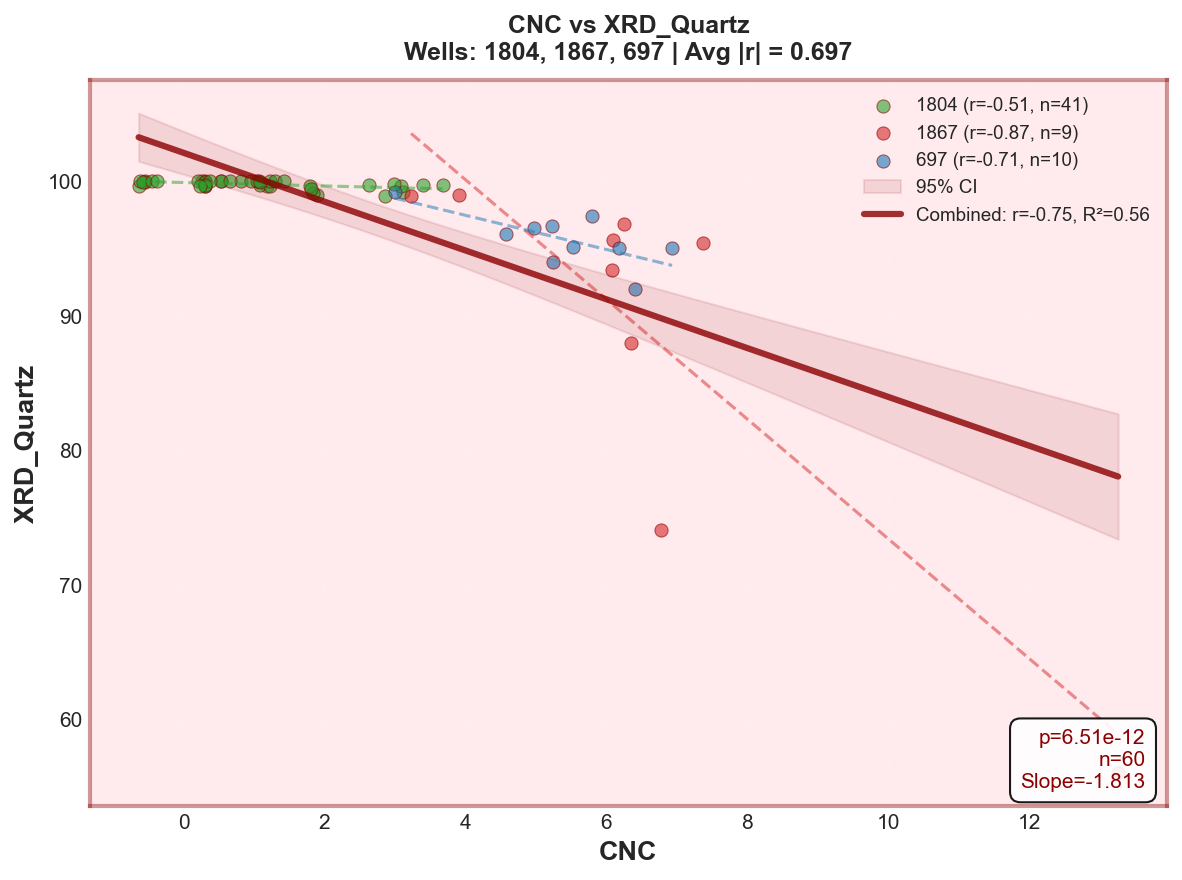 CNC vs XRD_Quartz
Wells: 1804, 1867, 697 | Avg |r| = 0.697
1804 (r=-0.51, n=41)
1867 (r=-0.87, n=9)
697 (r=-0.71, n=10)
95% CI
Combined: r=-0.75, R²=0.56
XRD_Quartz
100
90
80
70
60
p=6.51e-12
n=60
Slope=-1.813
0 2 4 6 8 10 12
CNC